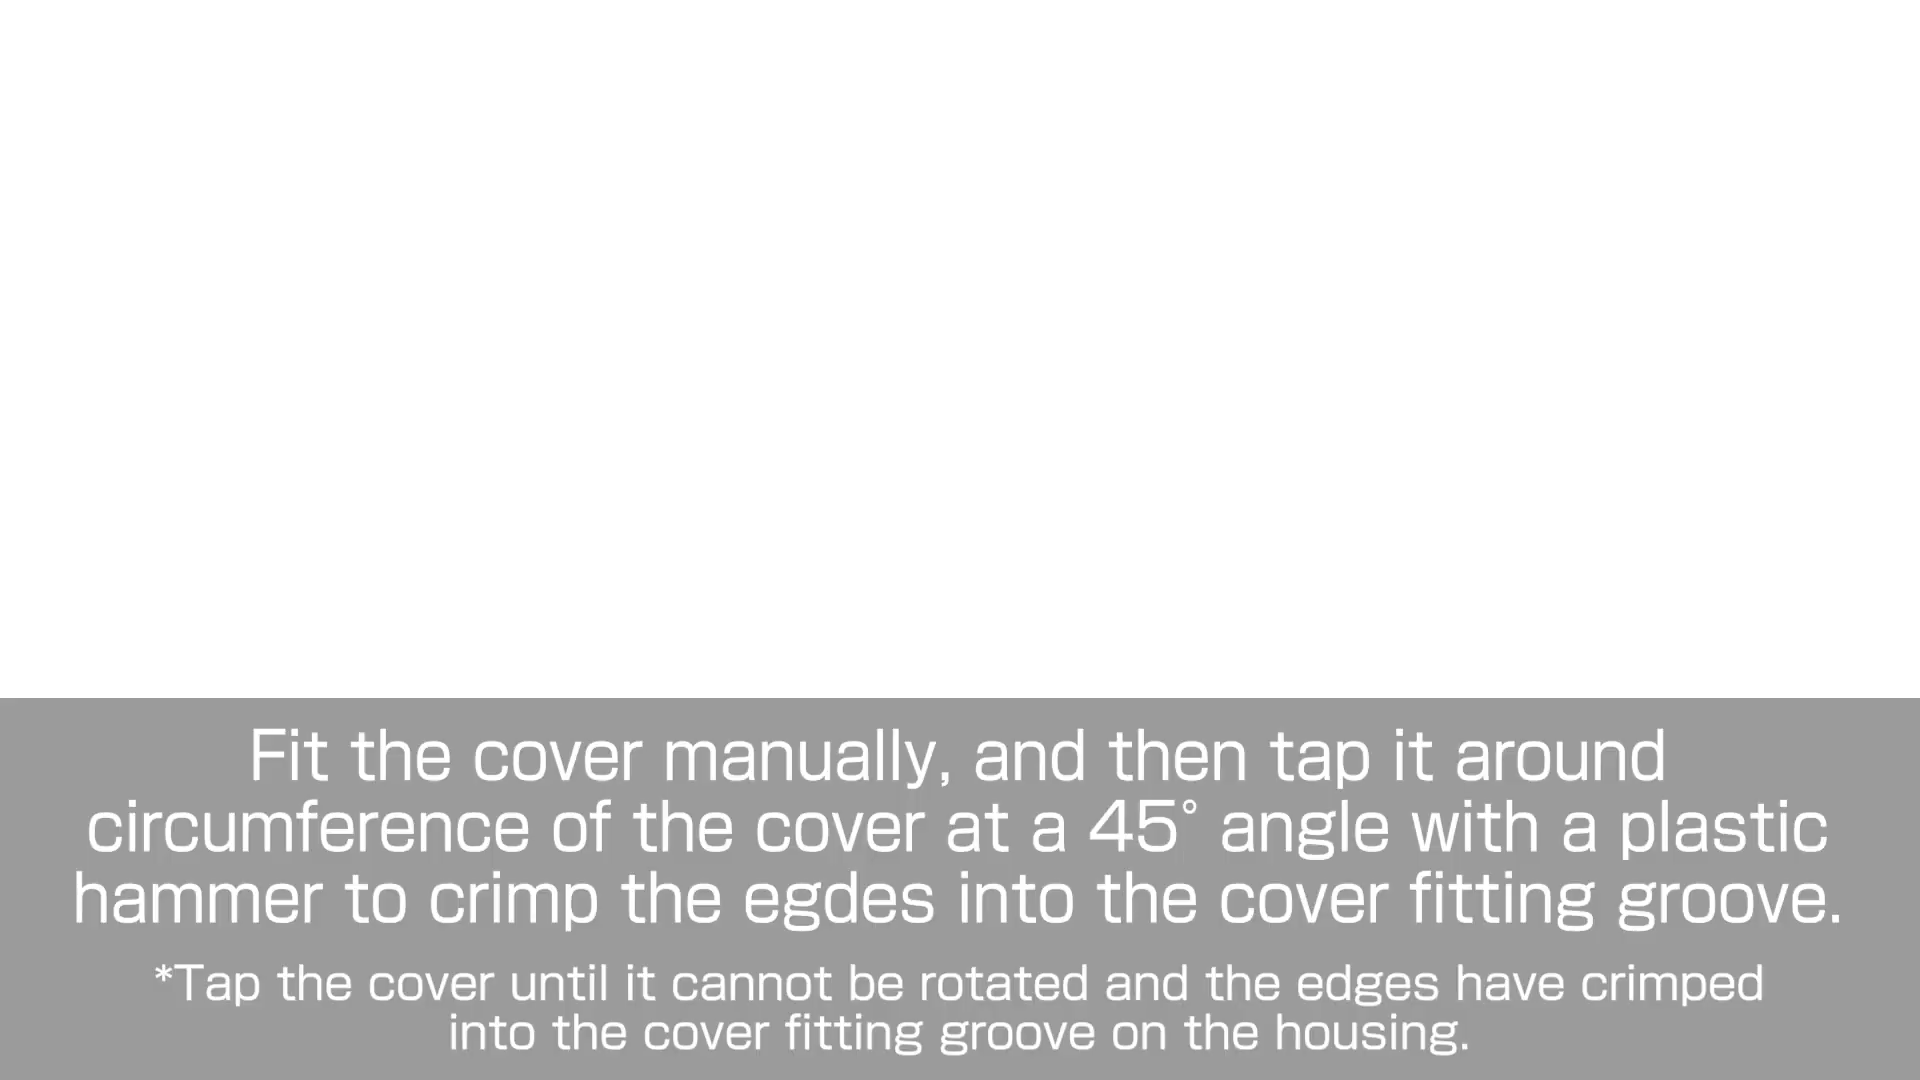 Fit the cover manually, and then tap it around
circumference of the cover at a 45° angle with a plastic
hammer to crimp the egdes into the cover fitting groove.
*Tap the cover until it cannot be rotated and the edges have crimped
into the cover fitting groove on the housing.